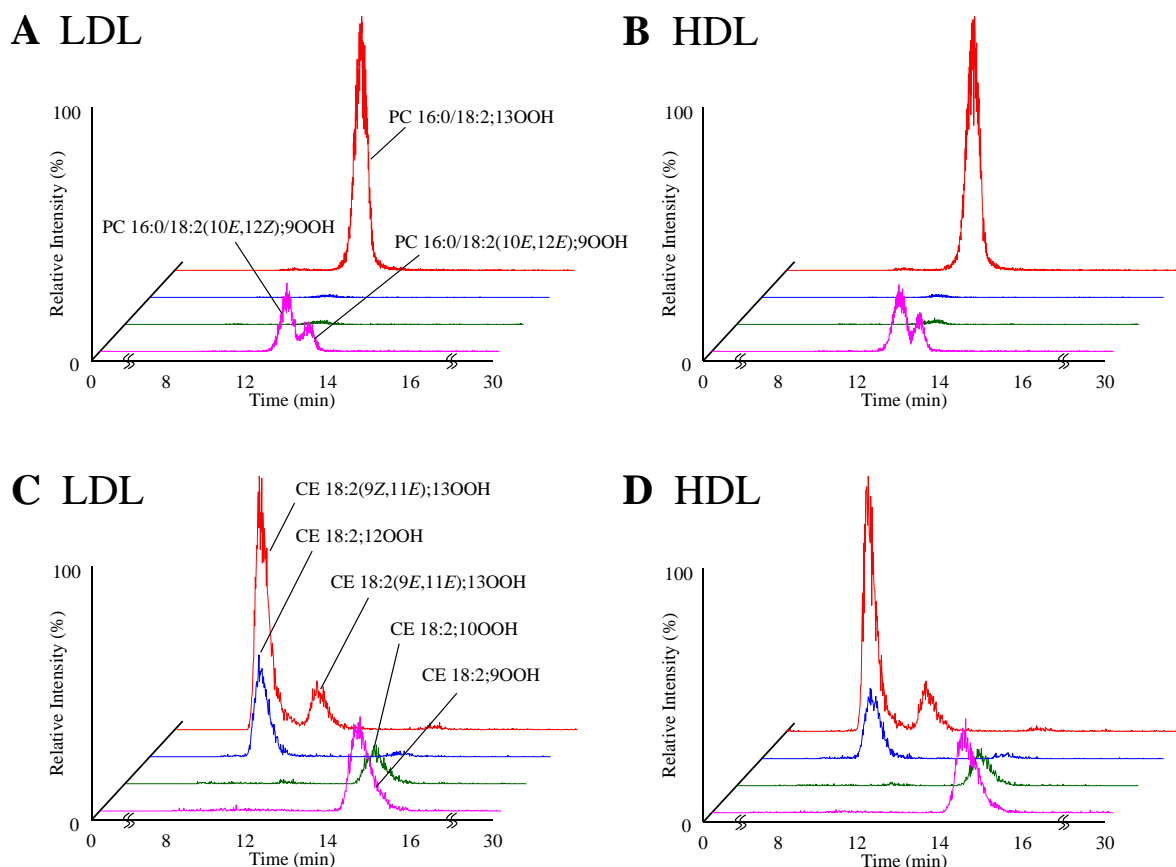 A LDL
100
Relative Intensity (%)
0
PC 16:0/18:2;13OOH
PC 16:0/18:2(10E,12Z);9OOH
PC 16:0/18:2(10E,12E);9OOH
0 8 12 14 16 30
Time (min)
B HDL
100
Relative Intensity (%)
0
0 8 12 14 16 30
Time (min)
C LDL
100
Relative Intensity (%)
0
CE 18:2(9Z,11E);13OOH
CE 18:2;12OOH
CE 18:2(9E,11E);13OOH
CE 18:2;10OOH
CE 18:2;9OOH
0 8 12 14 16 30
Time (min)
D HDL
100
Relative Intensity (%)
0
0 8 12 14 16 30
Time (min)